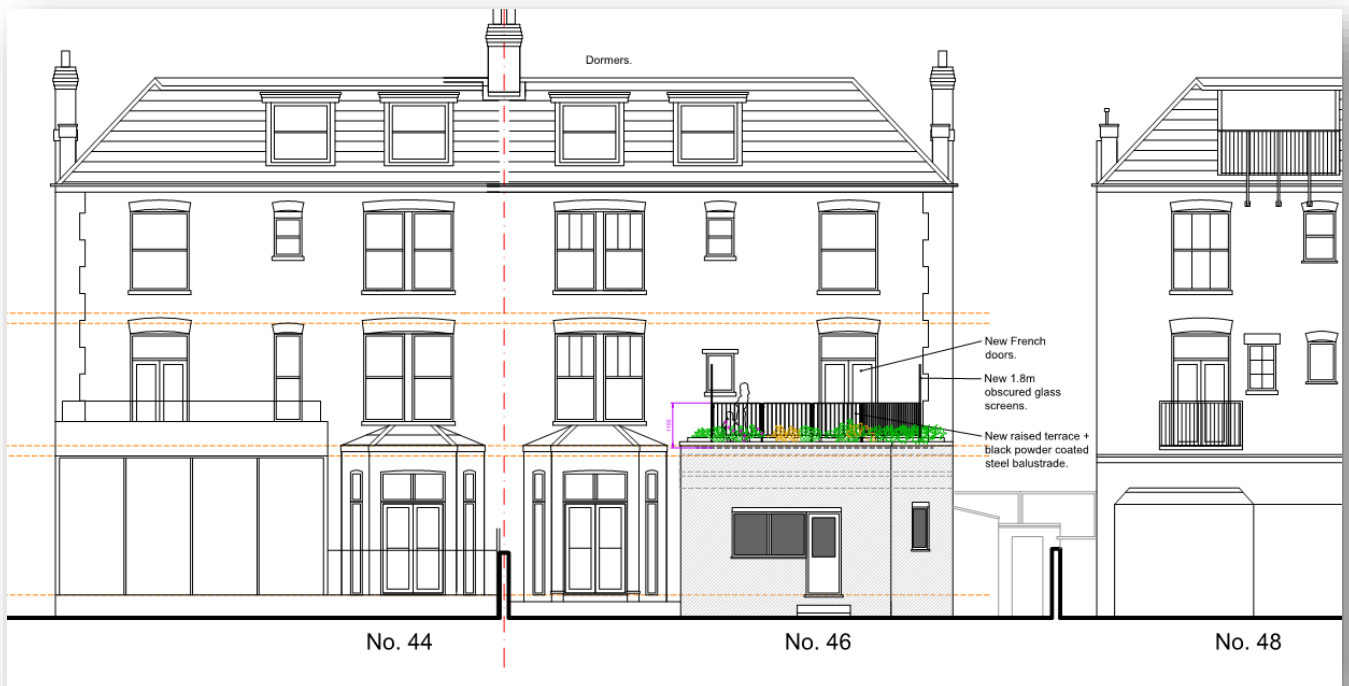 Dormers.
New French
doors.
New 1.8m
obscured glass
screens.
New raised terrace +
black powder coated
steel balustrade.
1100
No. 44
No. 46
No. 48